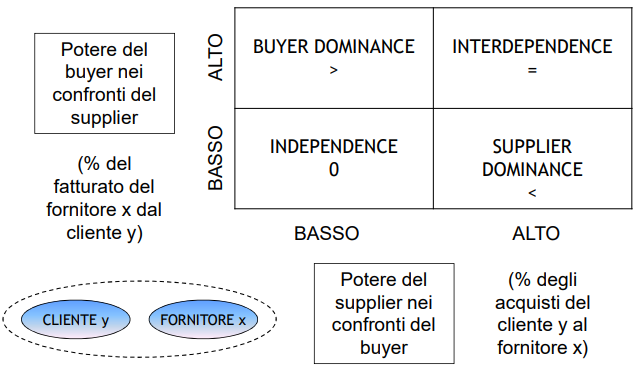 Potere del
buyer nei
confronti del
supplier
(% del
fatturato del
fornitore x dal
cliente y)
ALTO
BASSO
BUYER DOMINANCE
>
INTERDEPENDENCE
=
INDEPENDENCE
0
SUPPLIER
DOMINANCE
<
BASSO
ALTO
CLIENTE y
FORNITORE x
Potere del
supplier nei
confronti del
buyer
(% degli
acquisti del
cliente y al
fornitore x)